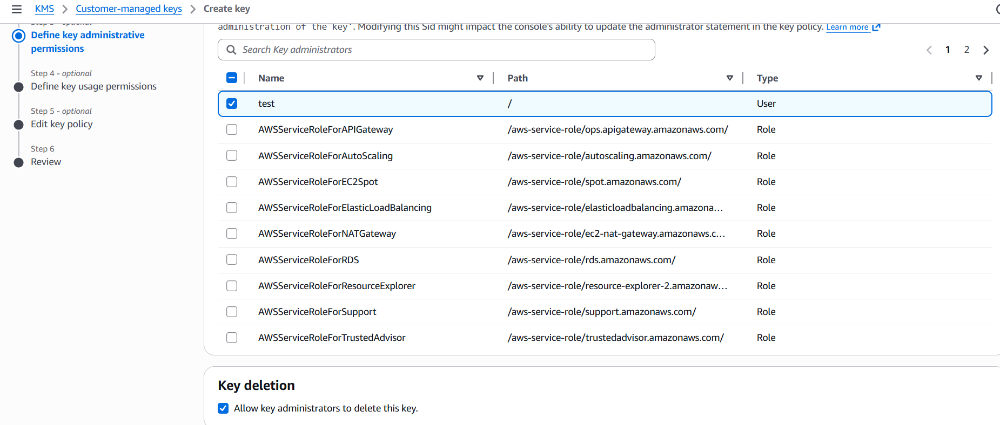 KMS > Customer-managed keys > Create key
Step 3 - optional
Define key administrative
permissions
Step 4 - optional
Define key usage permissions
Step 5 - optional
Edit key policy
Step 6
Review
administration of the key'. Modifying this Sid might impact the console's ability to update the administrator statement in the key policy. Learn more
Search Key administrators
1 2
Name Path Type
test / User
AWSServiceRoleForAPIGateway /aws-service-role/ops.apigateway.amazonaws.com/ Role
AWSServiceRoleForAutoScaling /aws-service-role/autoscaling.amazonaws.com/ Role
AWSServiceRoleForEC2Spot /aws-service-role/spot.amazonaws.com/ Role
AWSServiceRoleForElasticLoadBalancing /aws-service-role/elasticloadbalancing.amazona... Role
AWSServiceRoleForNATGateway /aws-service-role/ec2-nat-gateway.amazonaws.c... Role
AWSServiceRoleForRDS /aws-service-role/rds.amazonaws.com/ Role
AWSServiceRoleForResourceExplorer /aws-service-role/resource-explorer-2.amazonaw... Role
AWSServiceRoleForSupport /aws-service-role/support.amazonaws.com/ Role
AWSServiceRoleForTrustedAdvisor /aws-service-role/trustedadvisor.amazonaws.com/ Role
Key deletion
Allow key administrators to delete this key.